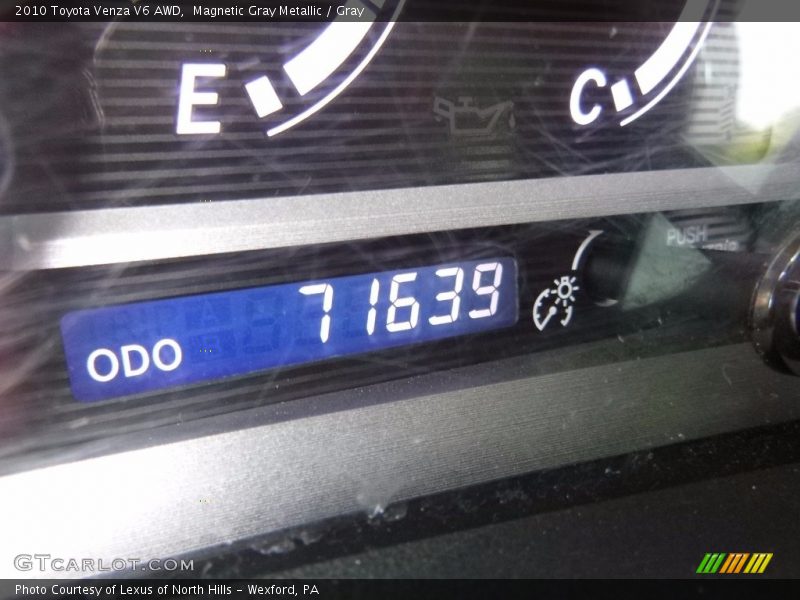 2010 Toyota Venza V6 AWD,  Magnetic Gray Metallic / Gray
E
C
PUSH
ODO 71639
GTCARLOT.COM
Photo Courtesy of Lexus of North Hills - Wexford, PA